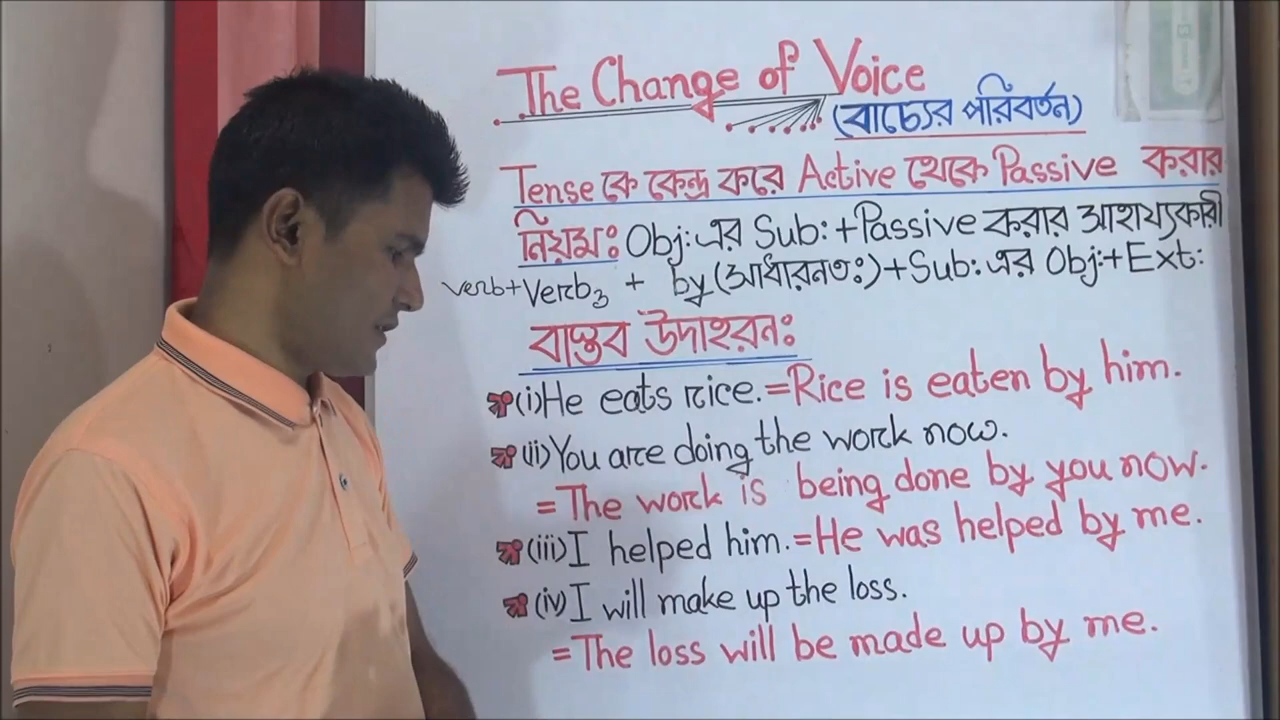 The Change of Voice
(বাচ্যের পরিবর্তন)
Tense কে কেন্দ্র করে Active থেকে Passive করার
নিয়মঃ Obj: এর Sub: + Passive করার সাহায্যকারী
verb + Verb3 + by (সাধারনতঃ) + Sub: এর Obj: + Ext:
বাস্তব উদাহরনঃ
(i) He eats rice. = Rice is eaten by him.
(ii) You are doing the work now.
= The work is being done by you now.
(iii) I helped him. = He was helped by me.
(iv) I will make up the loss.
= The loss will be made up by me.